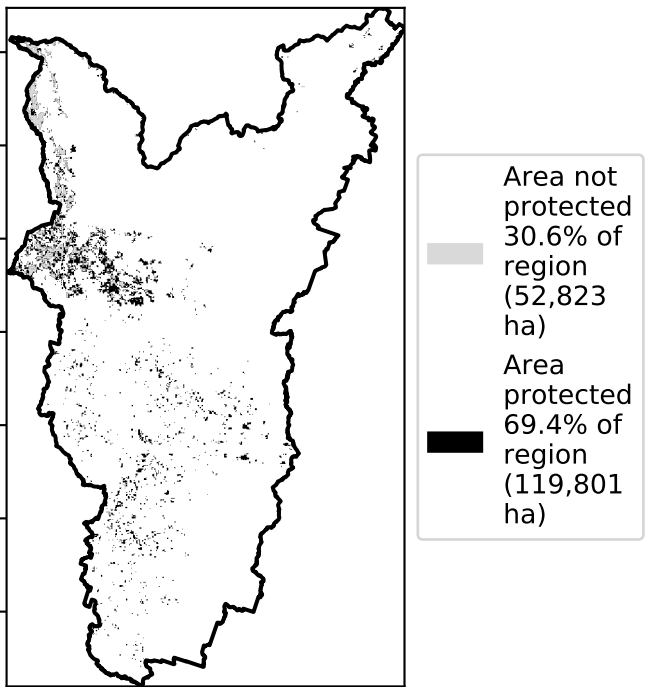 Area not
protected
30.6% of
region
(52,823
ha)
Area
protected
69.4% of
region
(119,801
ha)